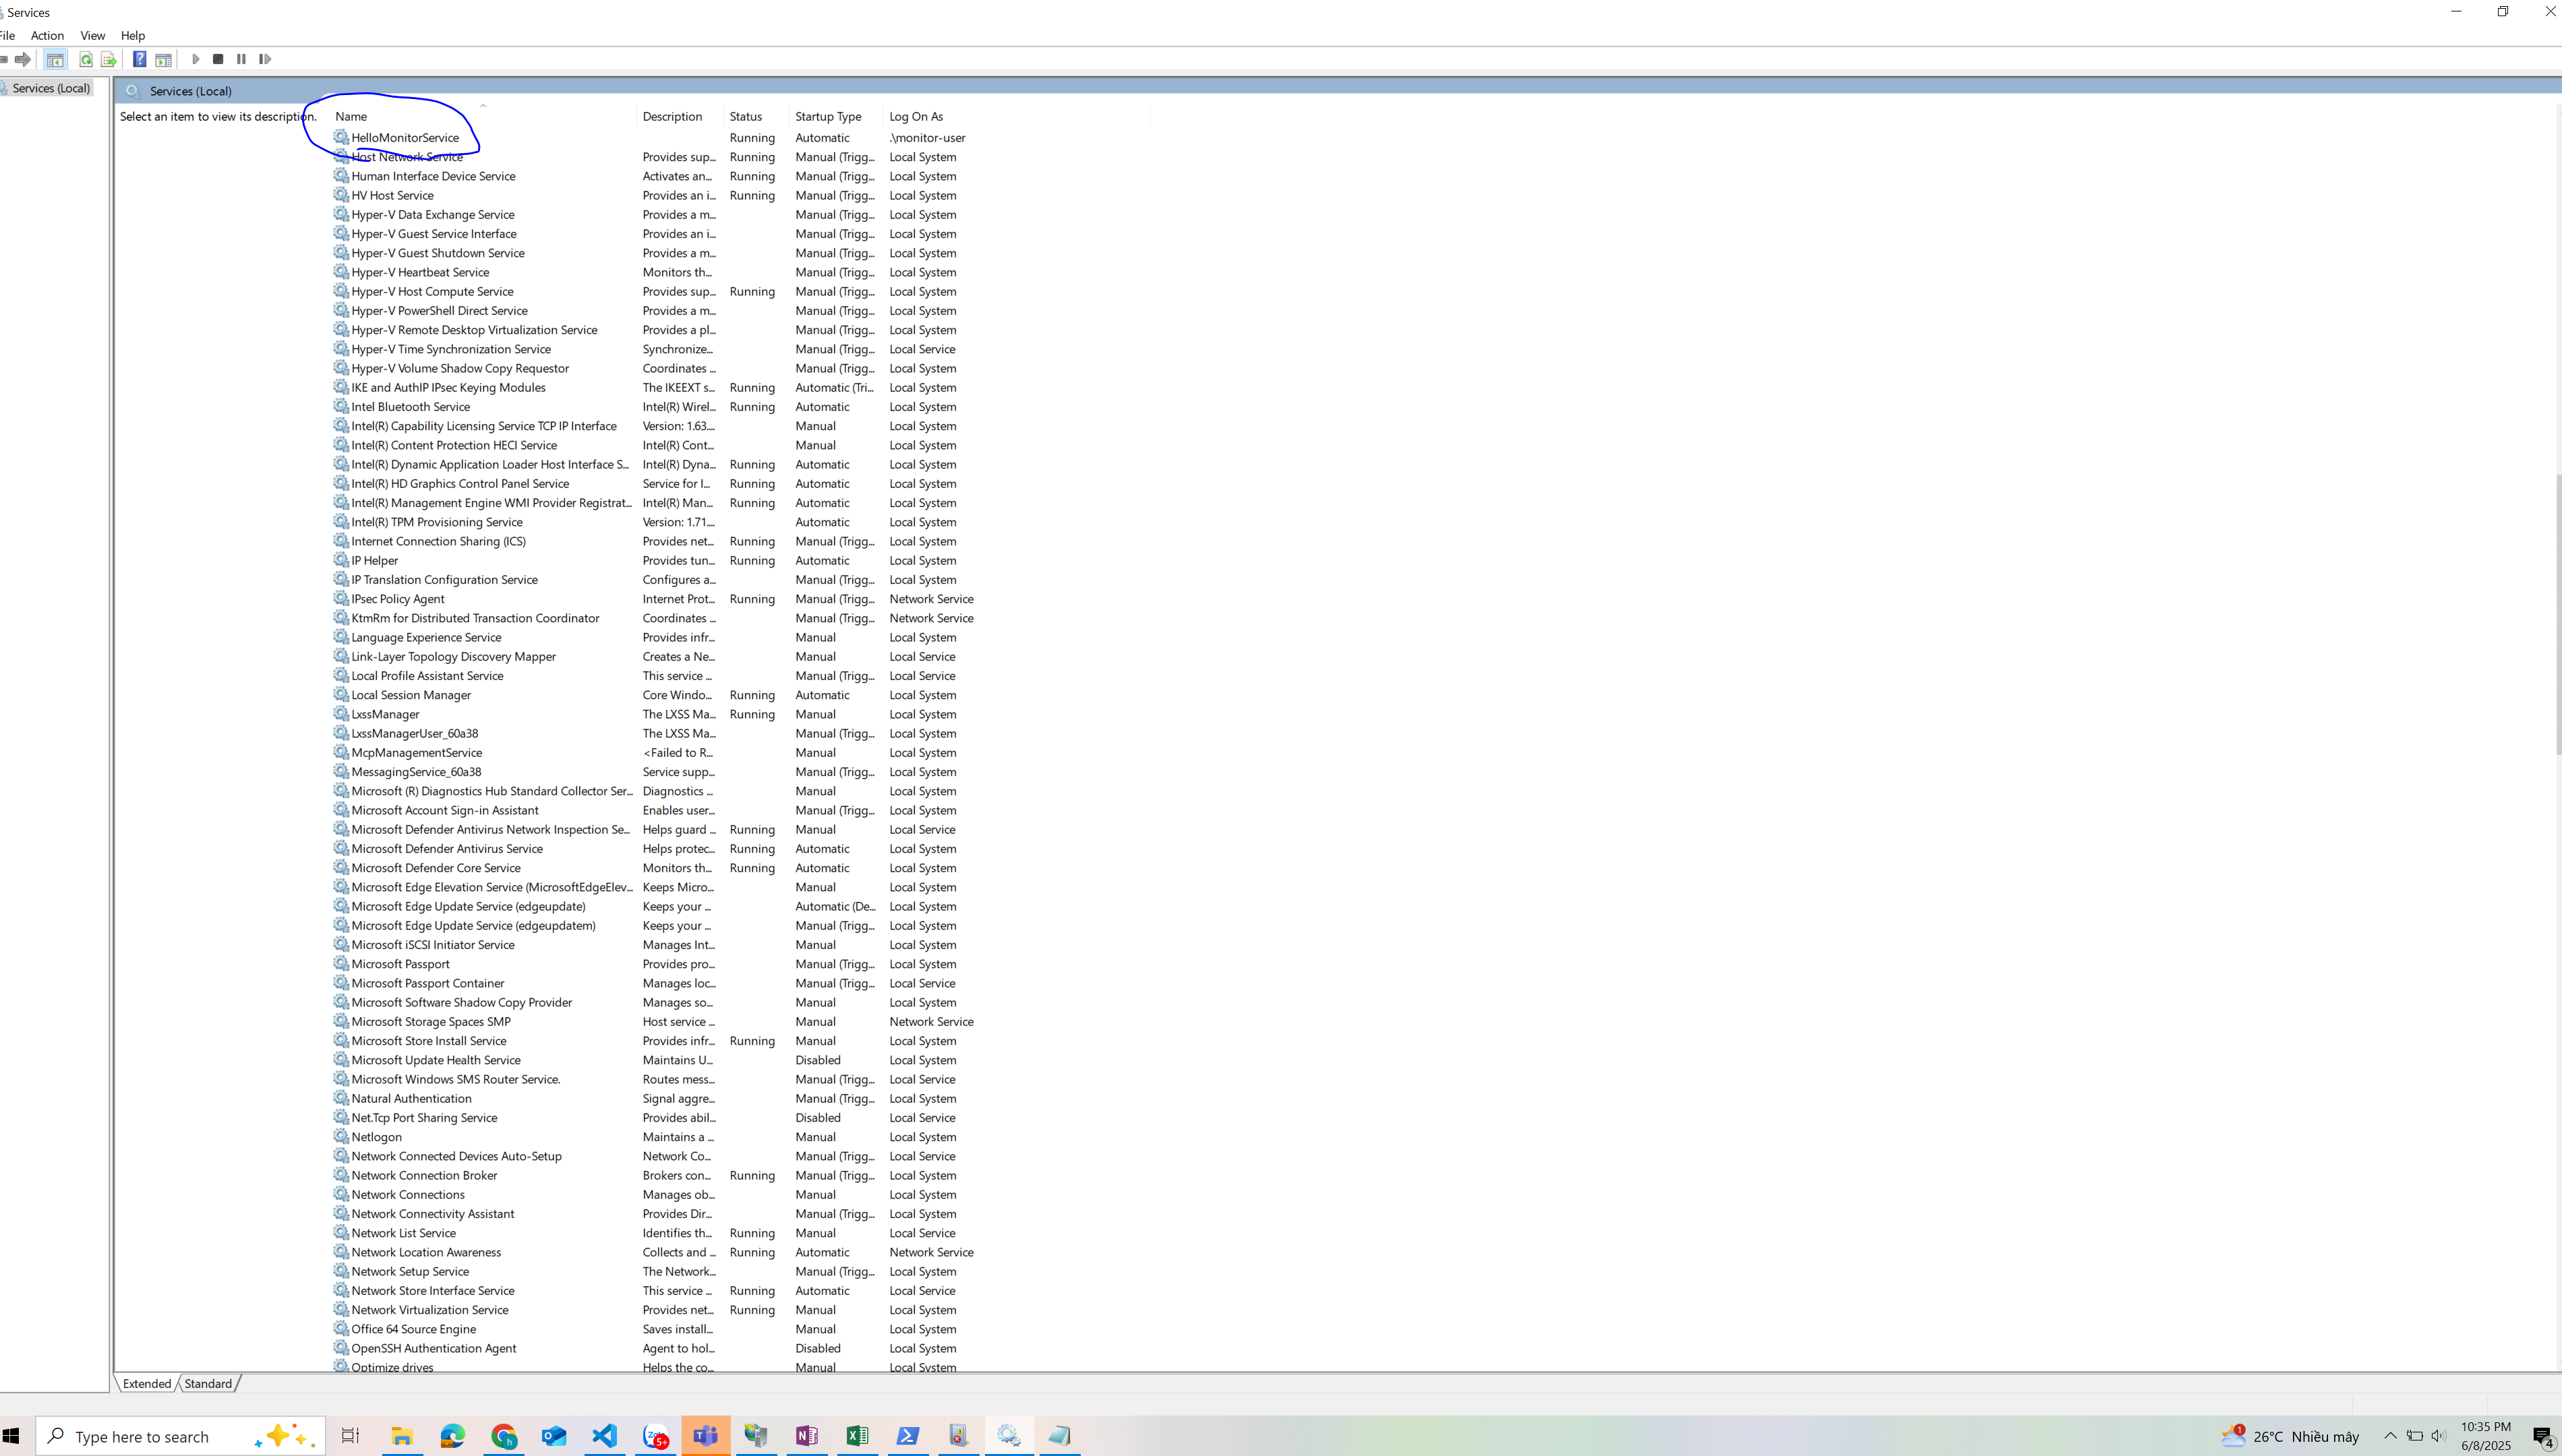 Services
File Action View Help
Services (Local)
Services (Local)
Select an item to view its description.
Name Description Status Startup Type Log On As
HelloMonitorService Running Automatic .\monitor-user
Host Network Service Provides sup... Running Manual (Trigg... Local System
Human Interface Device Service Activates an... Running Manual (Trigg... Local System
HV Host Service Provides an i... Running Manual (Trigg... Local System
Hyper-V Data Exchange Service Provides a m... Manual (Trigg... Local System
Hyper-V Guest Service Interface Provides an i... Manual (Trigg... Local System
Hyper-V Guest Shutdown Service Provides a m... Manual (Trigg... Local System
Hyper-V Heartbeat Service Monitors th... Manual (Trigg... Local System
Hyper-V Host Compute Service Provides sup... Running Manual (Trigg... Local System
Hyper-V PowerShell Direct Service Provides a m... Manual (Trigg... Local System
Hyper-V Remote Desktop Virtualization Service Provides a pl... Manual (Trigg... Local System
Hyper-V Time Synchronization Service Synchronize... Manual (Trigg... Local Service
Hyper-V Volume Shadow Copy Requestor Coordinates ... Manual (Trigg... Local System
IKE and AuthIP IPsec Keying Modules The IKEEXT s... Running Automatic (Tri... Local System
Intel Bluetooth Service Intel(R) Wirel... Running Automatic Local System
Intel(R) Capability Licensing Service TCP IP Interface Version: 1.63.... Manual Local System
Intel(R) Content Protection HECI Service Intel(R) Cont... Manual Local System
Intel(R) Dynamic Application Loader Host Interface S... Intel(R) Dyna... Running Automatic Local System
Intel(R) HD Graphics Control Panel Service Service for I... Running Automatic Local System
Intel(R) Management Engine WMI Provider Registrat... Intel(R) Man... Running Automatic Local System
Intel(R) TPM Provisioning Service Version: 1.71.... Automatic Local System
Internet Connection Sharing (ICS) Provides net... Running Manual (Trigg... Local System
IP Helper Provides tun... Running Automatic Local System
IP Translation Configuration Service Configures a... Manual (Trigg... Local System
IPsec Policy Agent Internet Prot... Running Manual (Trigg... Network Service
KtmRm for Distributed Transaction Coordinator Coordinates ... Manual (Trigg... Network Service
Language Experience Service Provides infr... Manual Local System
Link-Layer Topology Discovery Mapper Creates a Ne... Manual Local Service
Local Profile Assistant Service This service ... Manual (Trigg... Local Service
Local Session Manager Core Windo... Running Automatic Local System
LxssManager The LXSS Ma... Running Manual Local System
LxssManagerUser_60a38 The LXSS Ma... Manual (Trigg... Local System
McpManagementService <Failed to R... Manual Local System
MessagingService_60a38 Service supp... Manual (Trigg... Local System
Microsoft (R) Diagnostics Hub Standard Collector Ser... Diagnostics ... Manual Local System
Microsoft Account Sign-in Assistant Enables user... Manual (Trigg... Local System
Microsoft Defender Antivirus Network Inspection Se... Helps guard ... Running Manual Local Service
Microsoft Defender Antivirus Service Helps protec... Running Automatic Local System
Microsoft Defender Core Service Monitors th... Running Automatic Local System
Microsoft Edge Elevation Service (MicrosoftEdgeElev... Keeps Micro... Manual Local System
Microsoft Edge Update Service (edgeupdate) Keeps your ... Automatic (De... Local System
Microsoft Edge Update Service (edgeupdatem) Keeps your ... Manual (Trigg... Local System
Microsoft iSCSI Initiator Service Manages Int... Manual Local System
Microsoft Passport Provides pro... Manual (Trigg... Local System
Microsoft Passport Container Manages loc... Manual (Trigg... Local Service
Microsoft Software Shadow Copy Provider Manages so... Manual Local System
Microsoft Storage Spaces SMP Host service ... Manual Network Service
Microsoft Store Install Service Provides infr... Running Manual Local System
Microsoft Update Health Service Maintains U... Disabled Local System
Microsoft Windows SMS Router Service. Routes mess... Manual (Trigg... Local Service
Natural Authentication Signal aggre... Manual (Trigg... Local System
Net.Tcp Port Sharing Service Provides abil... Disabled Local Service
Netlogon Maintains a ... Manual Local System
Network Connected Devices Auto-Setup Network Co... Manual (Trigg... Local Service
Network Connection Broker Brokers con... Running Manual (Trigg... Local System
Network Connections Manages ob... Manual Local System
Network Connectivity Assistant Provides Dir... Manual (Trigg... Local System
Network List Service Identifies th... Running Manual Local Service
Network Location Awareness Collects and ... Running Automatic Network Service
Network Setup Service The Network... Manual (Trigg... Local System
Network Store Interface Service This service ... Running Automatic Local Service
Network Virtualization Service Provides net... Running Manual Local System
Office 64 Source Engine Saves install... Manual Local System
OpenSSH Authentication Agent Agent to hol... Disabled Local System
Optimize drives Helps the co... Manual Local System
Extended Standard
Type here to search
5+
1
26°C Nhiều mây
10:35 PM
6/8/2025
4